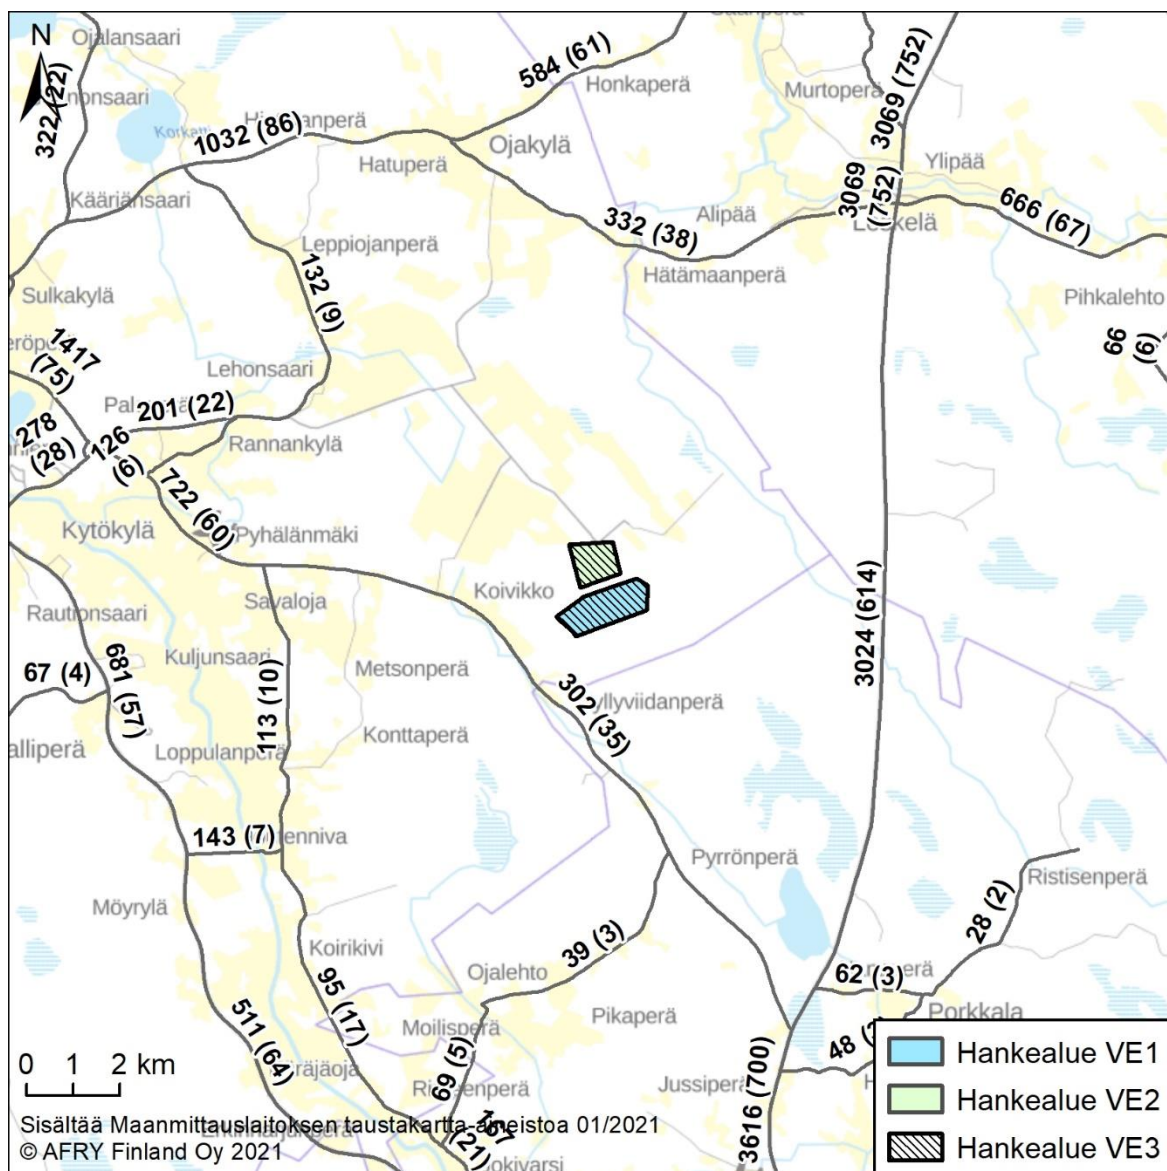 N
Ojalansaari
584 (61)
Honkaperä
Murtoperä
3069 (752)
322 (22)
Korkatti
1032 (86)
Hatuperä
Ojakylä
Ylipää
Kääriänsaari
332 (38)
Alipää
3069
(752)
666 (67)
Leppiojanperä
132 (9)
Hätämaanperä
Sulkakylä
Pihkalehto
1417
(75)
66
(6)
Lehonsaari
201 (22)
278
(28)
126
(6)
Rannankylä
722 (60)
Kytökylä
Pyhälänmäki
Koivikko
Savaloja
Rautionsaari
3024 (614)
67 (4)
681 (57)
Kuljunsaari
113 (10)
Metsonperä
302 (35)
Konttaperä
Loppulanperä
143 (7)
Pyrrönperä
Ristisenperä
Möyrylä
28 (2)
Koirikivi
39 (3)
Ojalehto
95 (17)
62 (3)
Pikaperä
Porkkala
511 (64)
Moilisperä
48
69 (5)
Jussiperä
3616 (700)
167
(21)
0 1 2 km
Sisältää Maanmittauslaitoksen taustakartta-aineistoa 01/2021
© AFRY Finland Oy 2021
Hankealue VE1
Hankealue VE2
Hankealue VE3